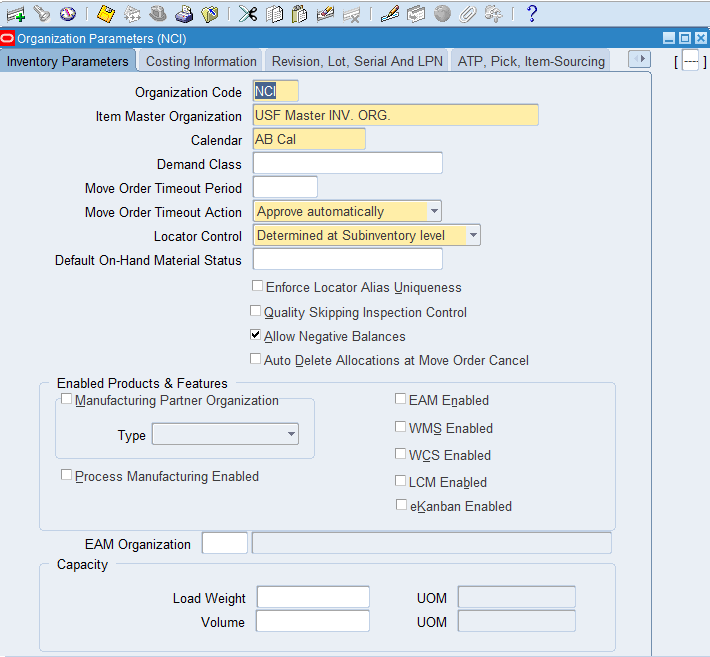 Organization Parameters (NCI)
Inventory Parameters Costing Information Revision, Lot, Serial And LPN ATP, Pick, Item-Sourcing [ ---- ]
Organization Code NCI
Item Master Organization USF Master INV. ORG.
Calendar AB Cal
Demand Class
Move Order Timeout Period
Move Order Timeout Action Approve automatically
Locator Control Determined at Subinventory level
Default On-Hand Material Status
Enforce Locator Alias Uniqueness
Quality Skipping Inspection Control
Allow Negative Balances
Auto Delete Allocations at Move Order Cancel
Enabled Products & Features
Manufacturing Partner Organization EAM Enabled
Type WMS Enabled
WCS Enabled
Process Manufacturing Enabled LCM Enabled
eKanban Enabled
EAM Organization
Capacity
Load Weight UOM
Volume UOM